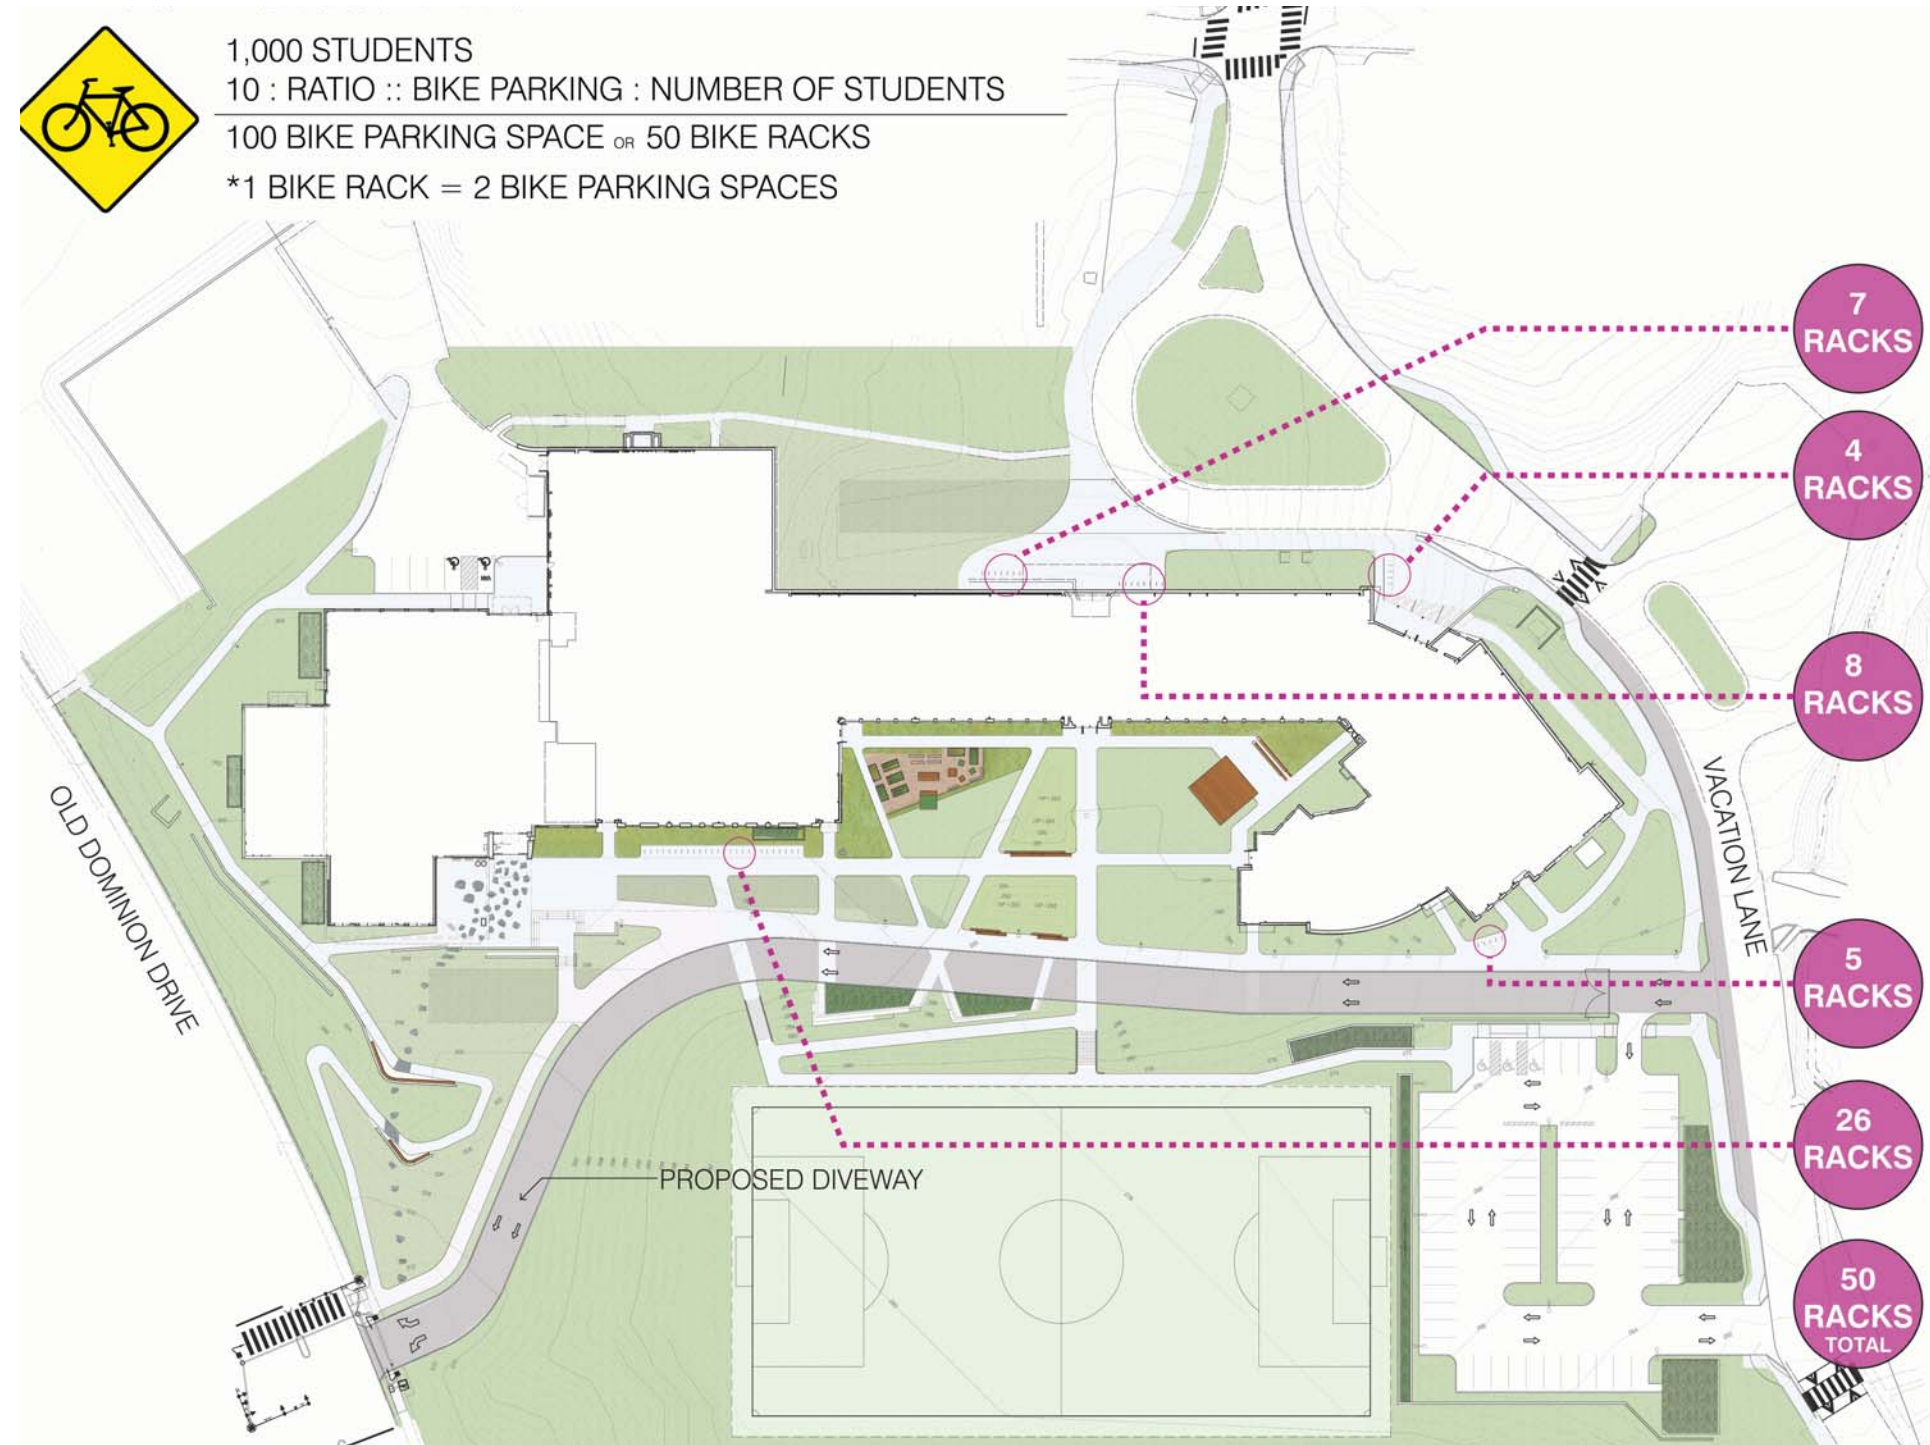 1,000 STUDENTS
10 : RATIO :: BIKE PARKING : NUMBER OF STUDENTS
100 BIKE PARKING SPACE OR 50 BIKE RACKS
*1 BIKE RACK = 2 BIKE PARKING SPACES
7
RACKS
4
RACKS
8
RACKS
VACATION LANE
OLD DOMINION DRIVE
5
RACKS
26
RACKS
PROPOSED DIVEWAY
50
RACKS
TOTAL